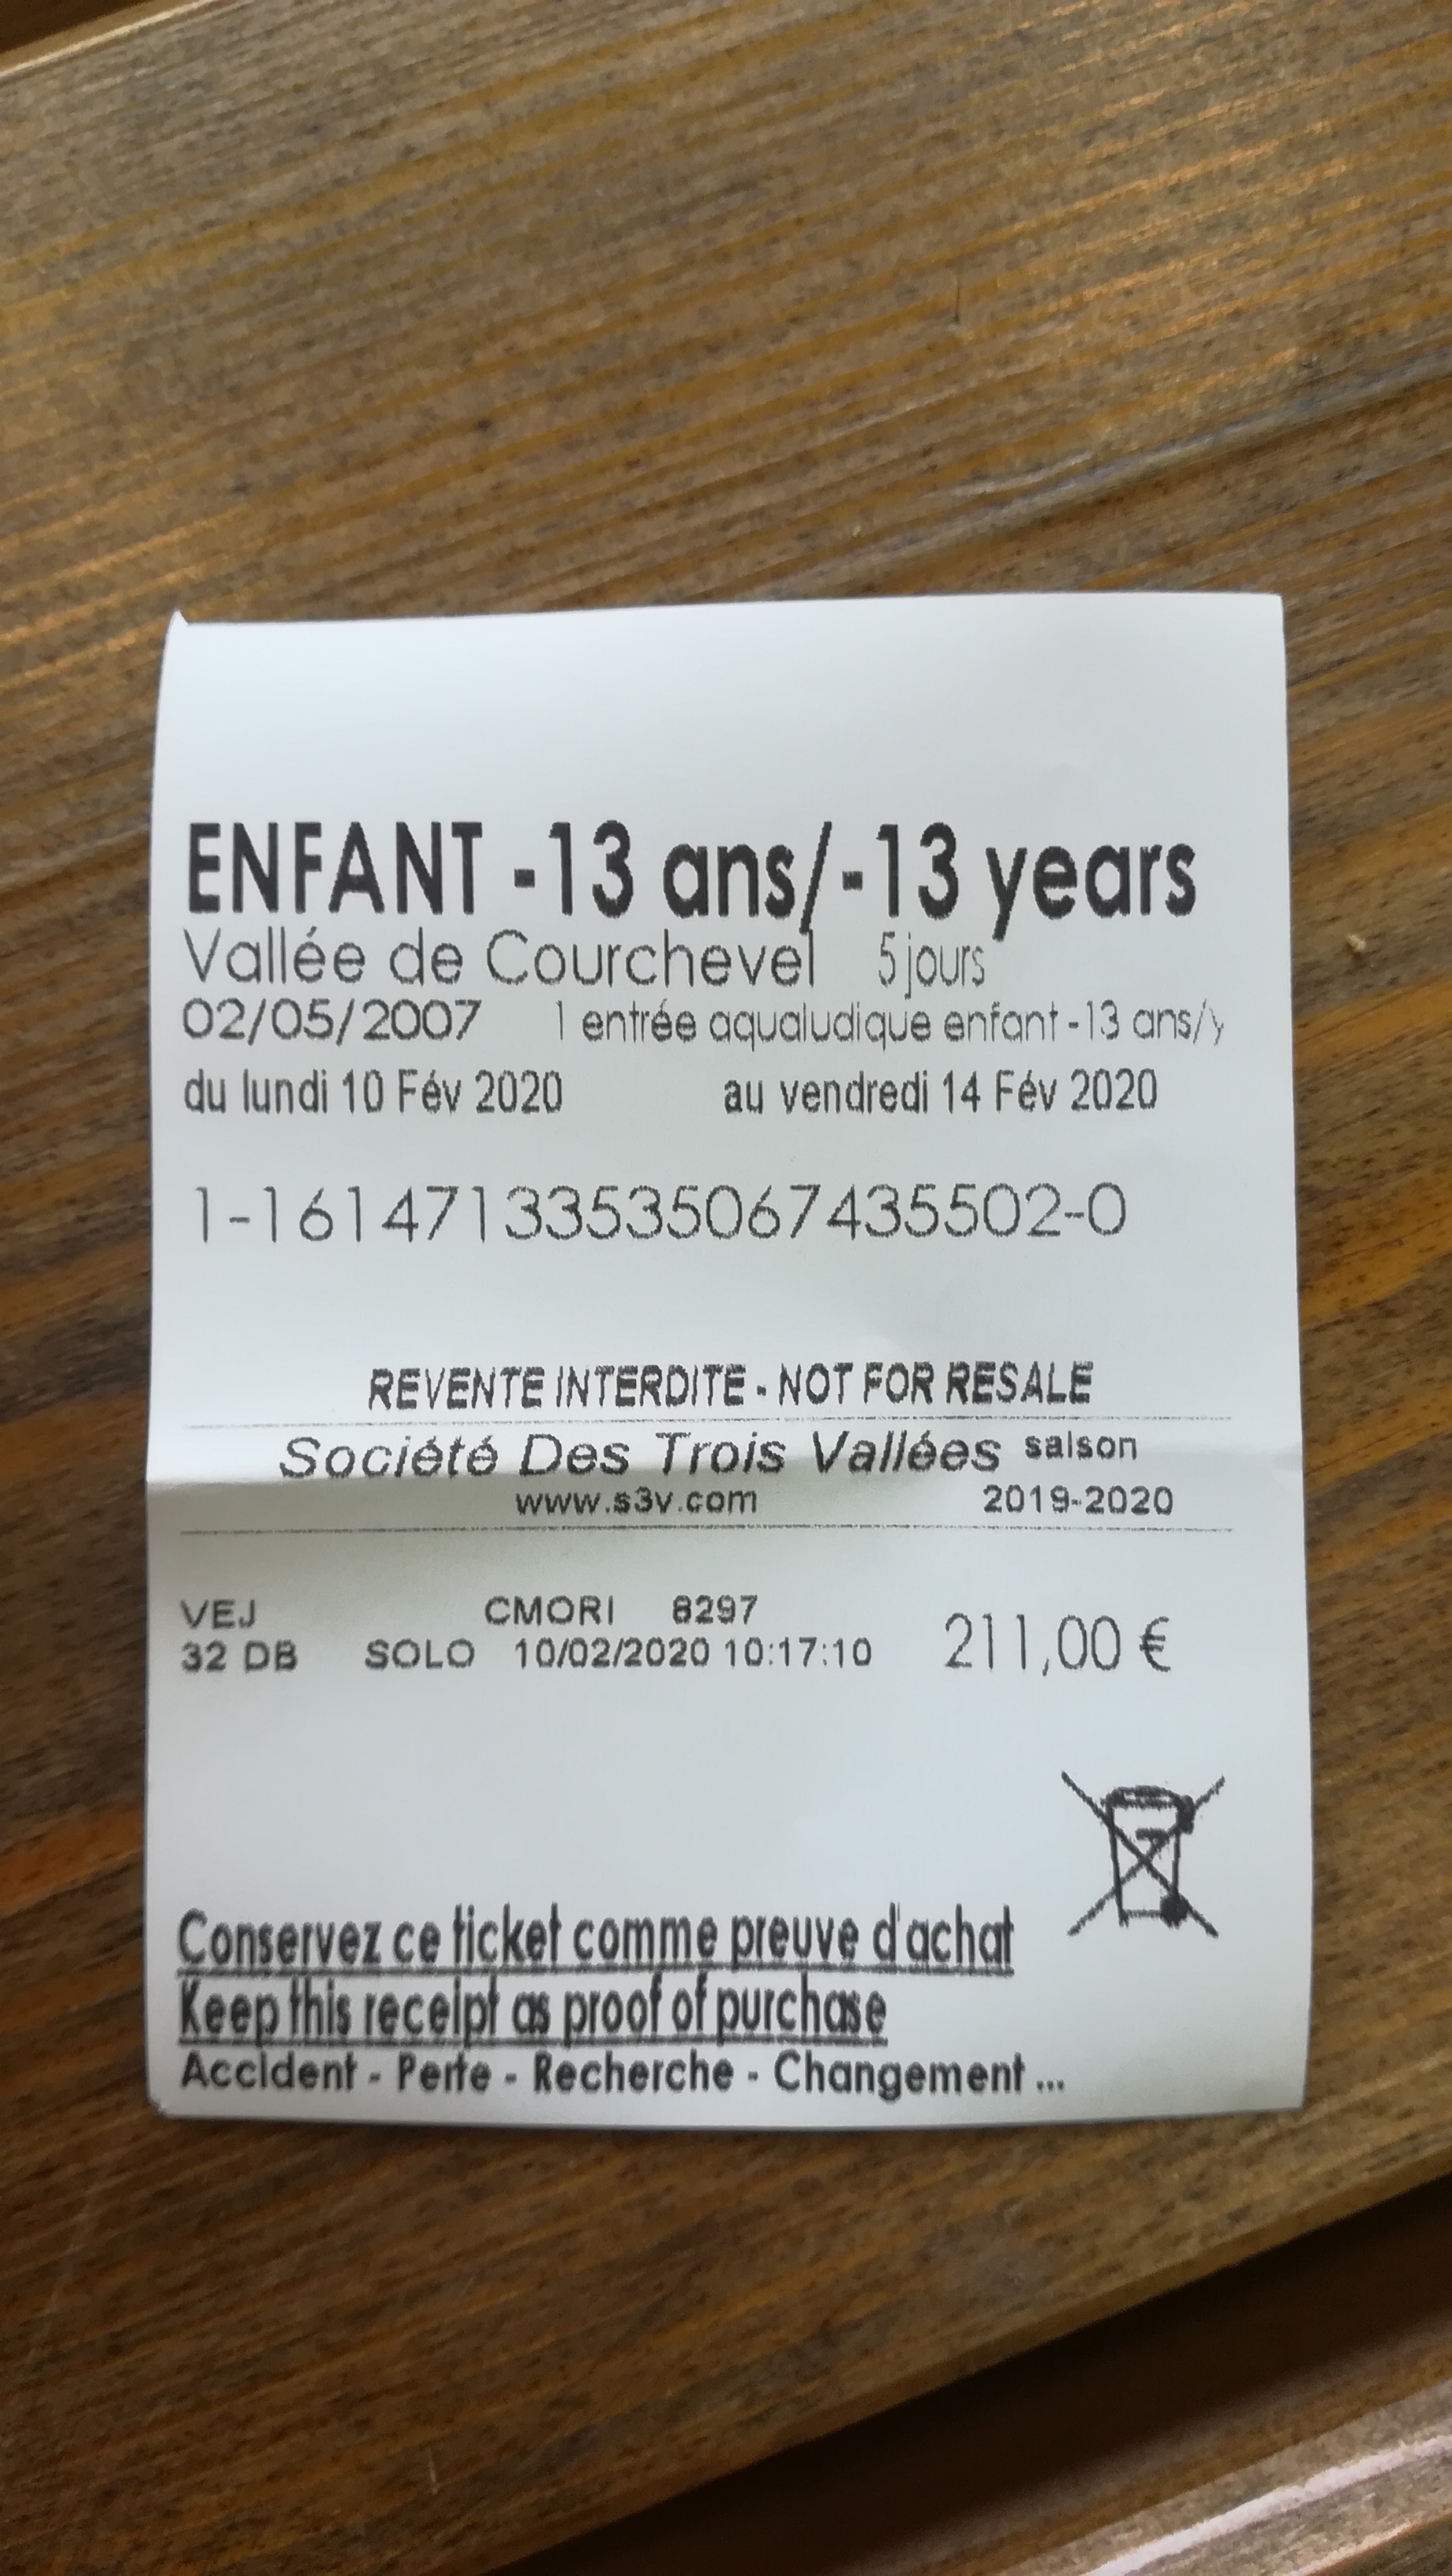 ENFANT -13 ans/-13 years
Vallée de Courchevel 5 jours
02/05/2007 1 entrée aqualudique enfant -13 ans/y
du lundi 10 Fév 2020 au vendredi 14 Fév 2020
1-16147133535067435502-0
REVENTE INTERDITE - NOT FOR RESALE
Société Des Trois Vallées saison
www.s3v.com 2019-2020
VEJ CMORI 8297
32 DB SOLO 10/02/2020 10:17:10 211,00 €
Conservez ce ticket comme preuve d'achat
Keep this receipt as proof of purchase
Accident - Perte - Recherche - Changement ...